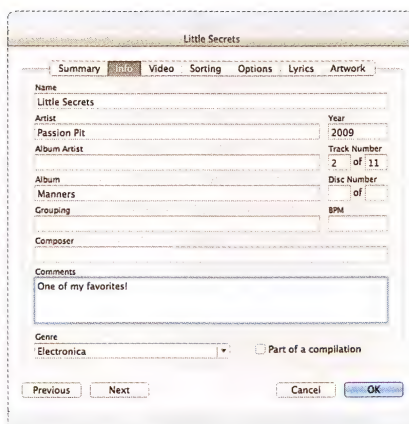 Little Secrets
Summary Info Video Sorting Options Lyrics Artwork
Name
Little Secrets
Artist Year
Passion Pit 2009
Album Artist Track Number
2 of 11
Album Disc Number
Manners of
Grouping BPM
Composer
Comments
One of my favorites!
Genre
Electronica Part of a compilation
Previous Next Cancel OK